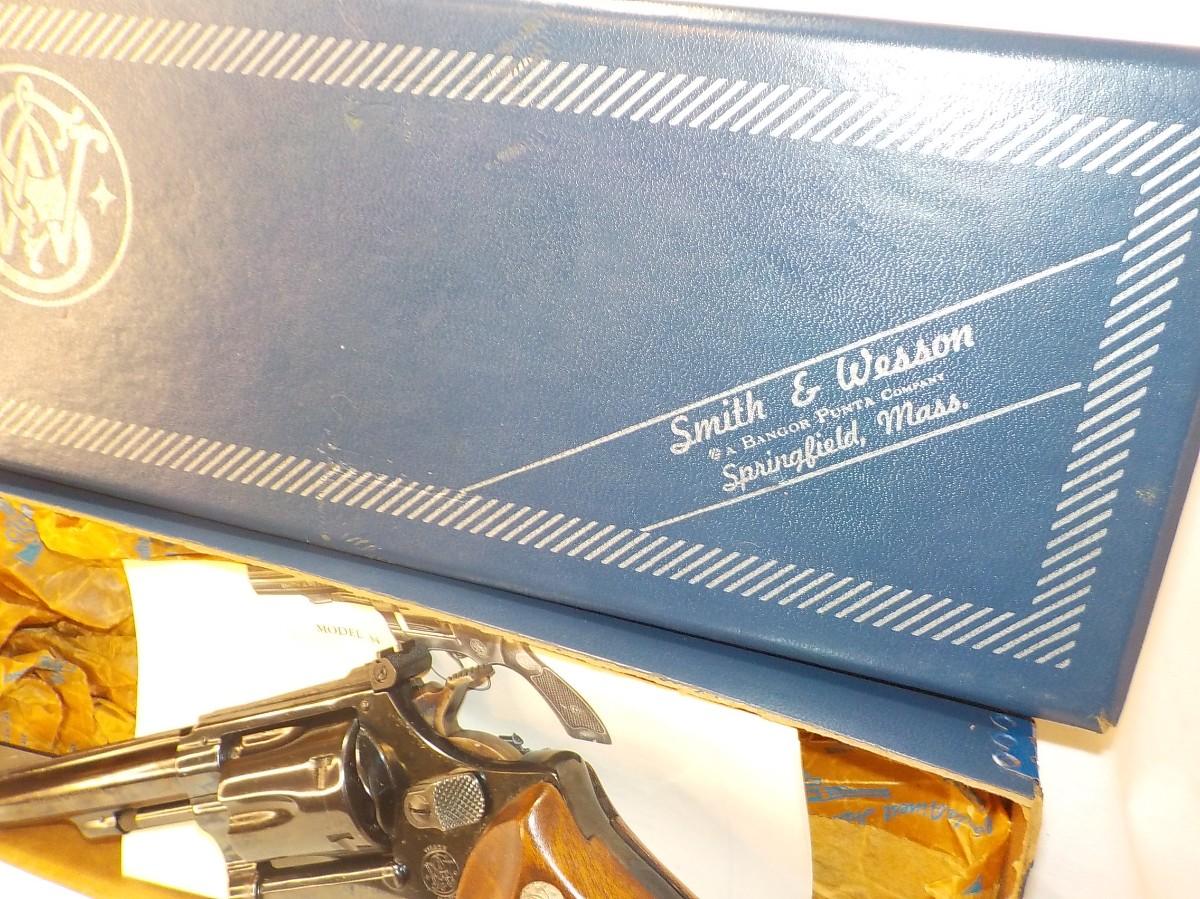 Smith & Wesson
A BANGOR PUNTA COMPANY
Springfield, Mass.
MODEL